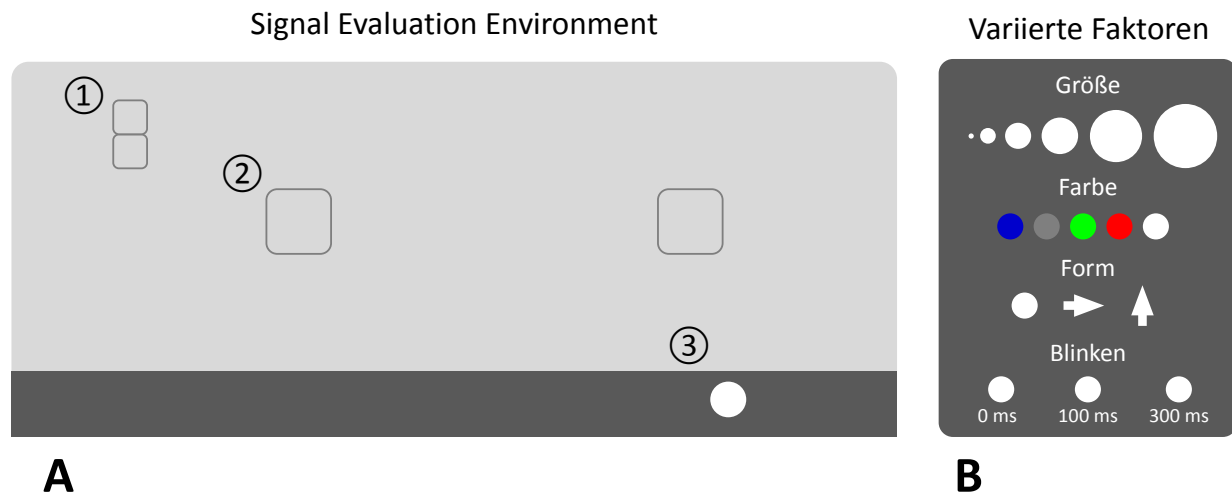 Signal Evaluation Environment
①
②
③
A
Variierte Faktoren
Größe
Farbe
Form
Blinken
0 ms 100 ms 300 ms
B